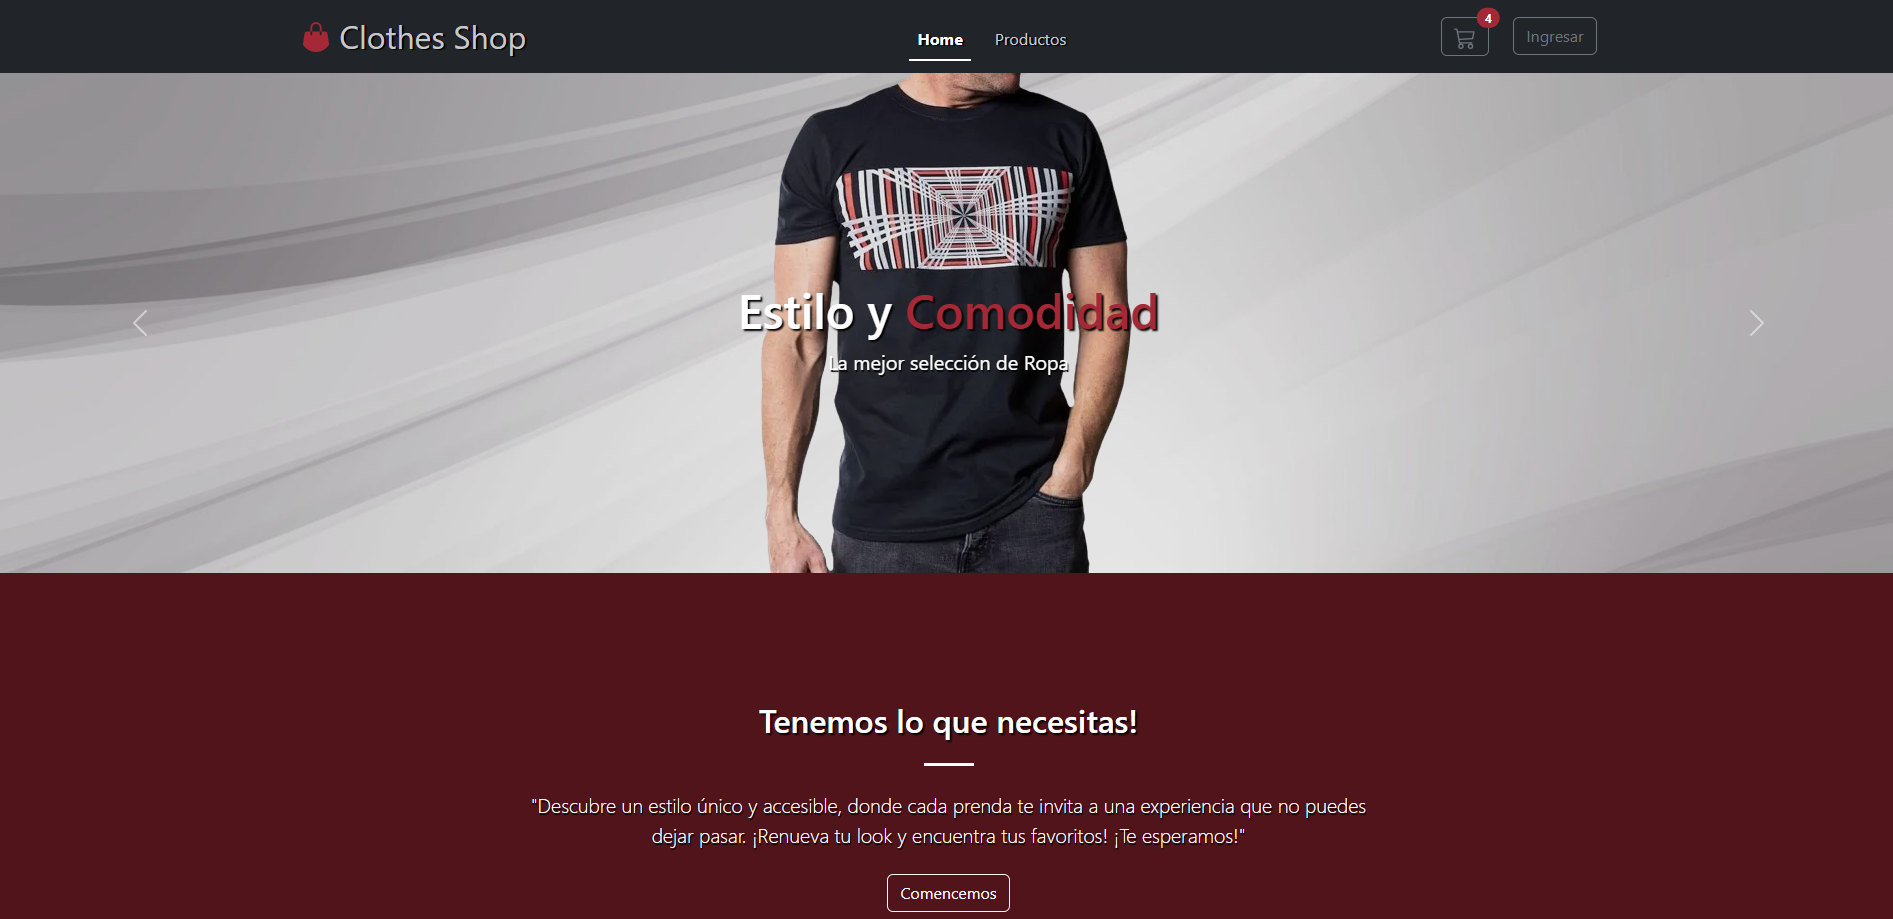 Clothes Shop
Home
Productos
4
Ingresar
Estilo y Comodidad
La mejor selección de Ropa
Tenemos lo que necesitas!
"Descubre un estilo único y accesible, donde cada prenda te invita a una experiencia que no puedes
dejar pasar. ¡Renueva tu look y encuentra tus favoritos! ¡Te esperamos!"
Comencemos